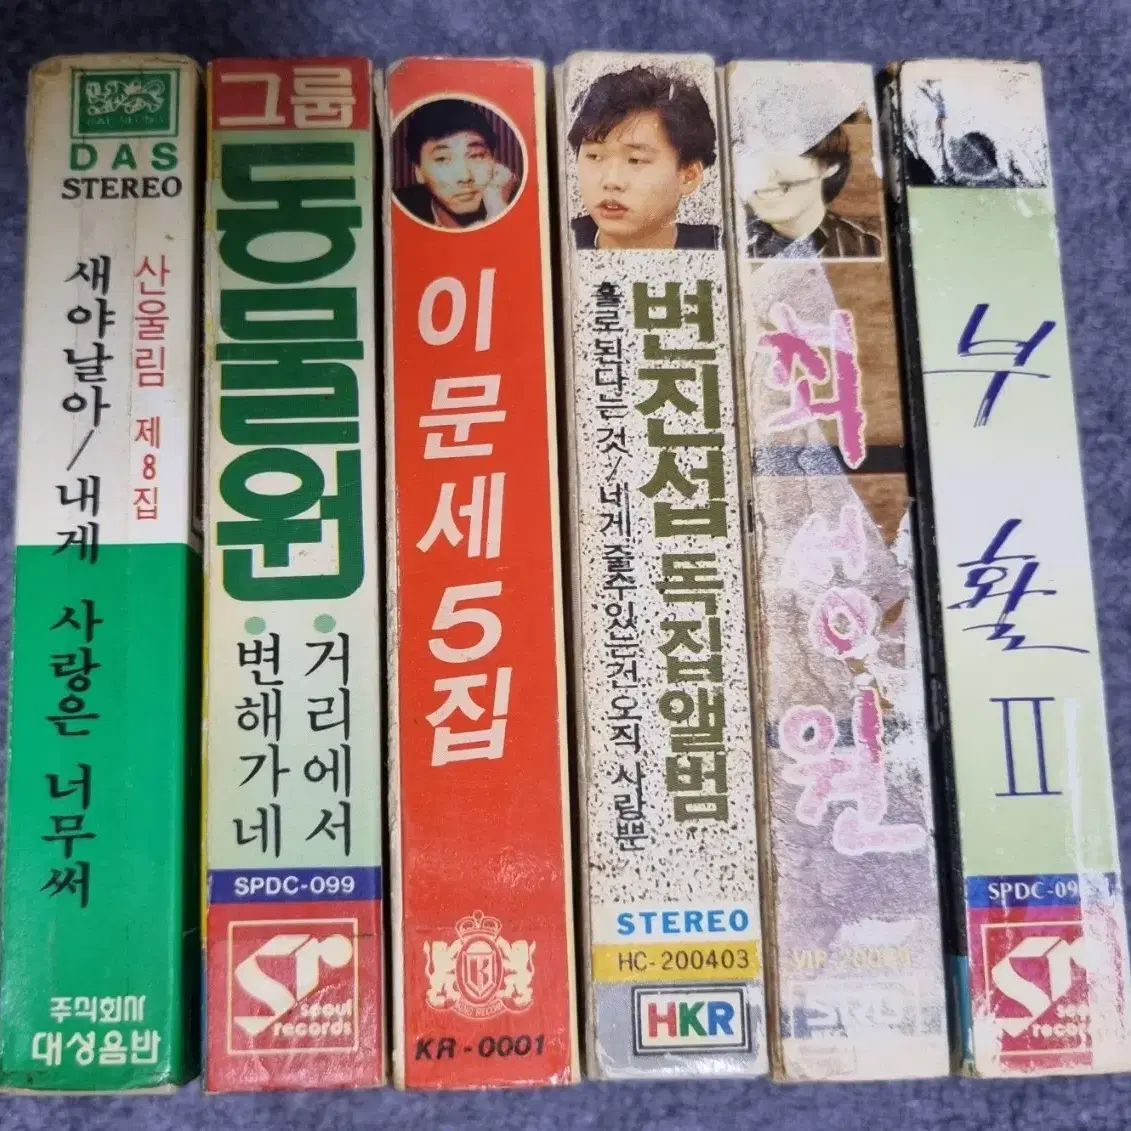 DAS
STEREO
산울림 제8집
새야날아/내게 사랑은 너무써
주식회사
대성음반
그룹
동물원
• 거리에서
• 변해가네
SPDC-099
sr
seoul
records
이문세5집
KR-0001
변진섭 독집앨범
홀로된다는것/네게줄수있는건오직 사랑뿐
STEREO
HC-200403
HKR
최성원
부활 II
SPDC-09
sr
seoul